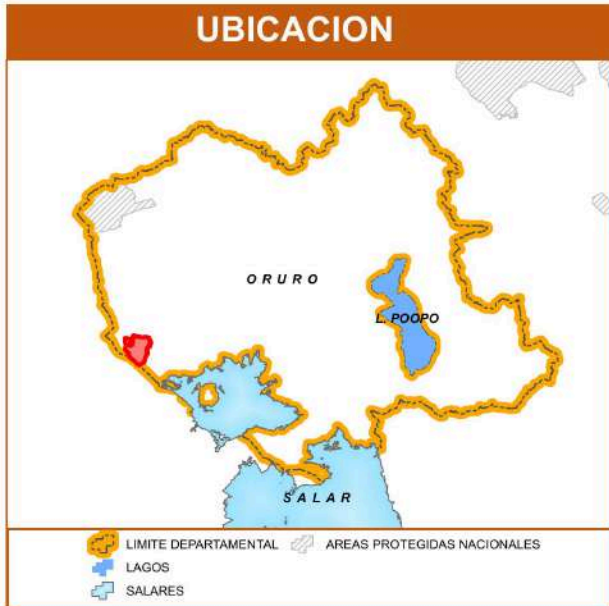 UBICACION
ORURO
L. POOPO
SALAR
LIMITE DEPARTAMENTAL
AREAS PROTEGIDAS NACIONALES
LAGOS
SALARES